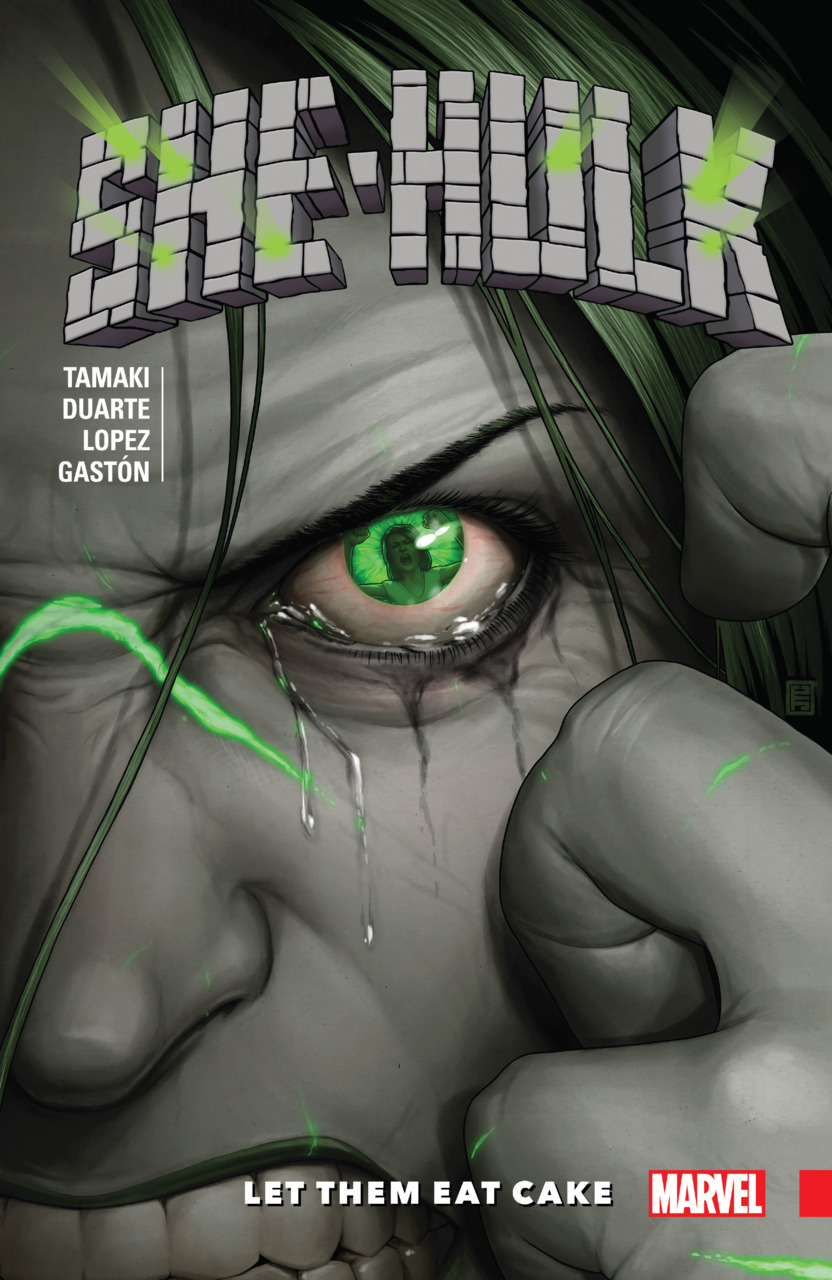 SHE-HULK
TAMAKI
DUARTE
LOPEZ
GASTÓN
LET THEM EAT CAKE
MARVEL